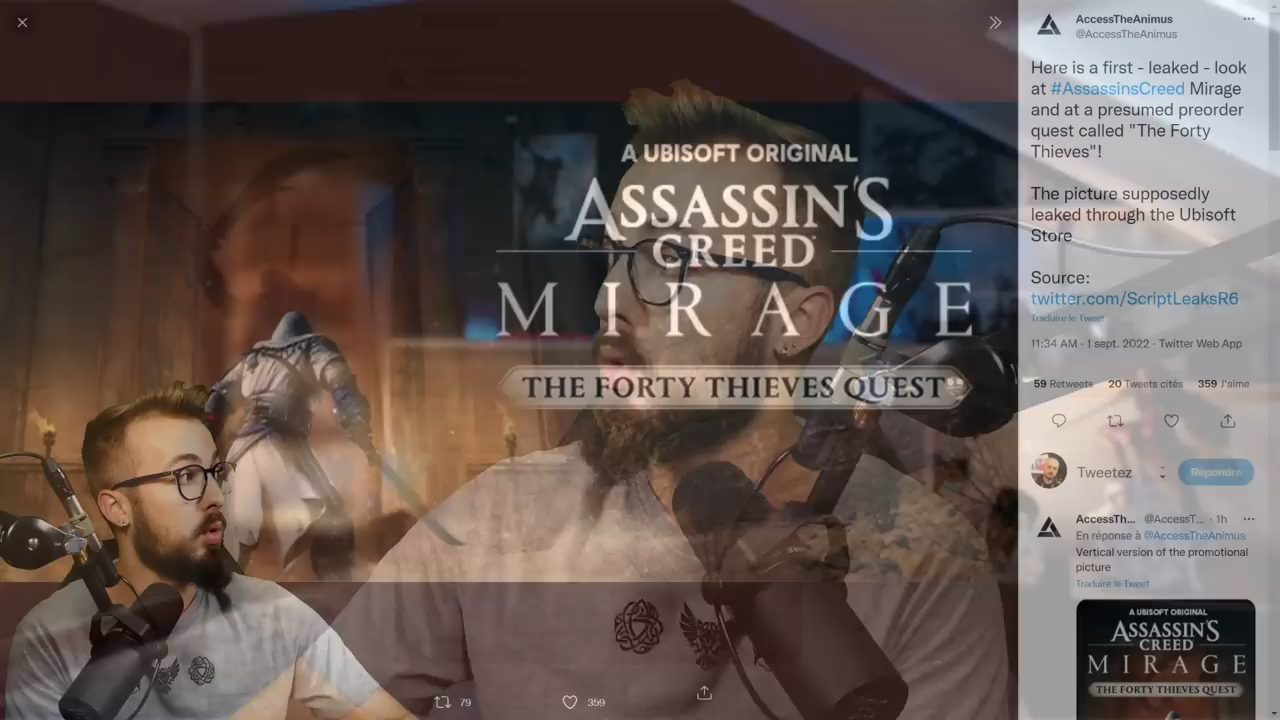 A UBISOFT ORIGINAL
ASSASSIN'S
CREED
MIRAGE
THE FORTY THIEVES QUEST
79
359
AccessTheAnimus
@AccessTheAnimus
Here is a first - leaked - look
at #AssassinsCreed Mirage
and at a presumed preorder
quest called "The Forty
Thieves"!
The picture supposedly
leaked through the Ubisoft
Store
Source:
twitter.com/ScriptLeaksR6
Traduire le Tweet
11:34 AM · 1 sept. 2022 · Twitter Web App
59 Retweets 20 Tweets cités 359 J'aime
Tweetez
Répondre
AccessTh... @AccessT... · 1h
En réponse à @AccessTheAnimus
Vertical version of the promotional
picture
Traduire le Tweet
A UBISOFT ORIGINAL
ASSASSIN'S
CREED
MIRAGE
THE FORTY THIEVES QUEST